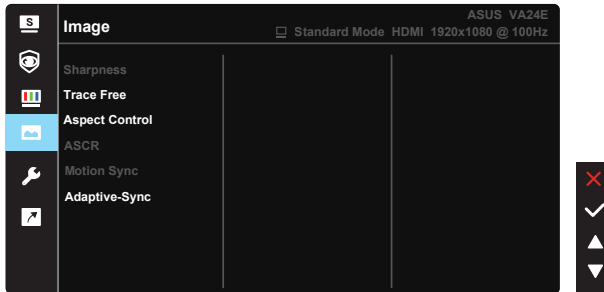 S
Image
ASUS VA24E
Standard Mode HDMI 1920x1080 @ 100Hz
Sharpness
Trace Free
Aspect Control
ASCR
Motion Sync
Adaptive-Sync